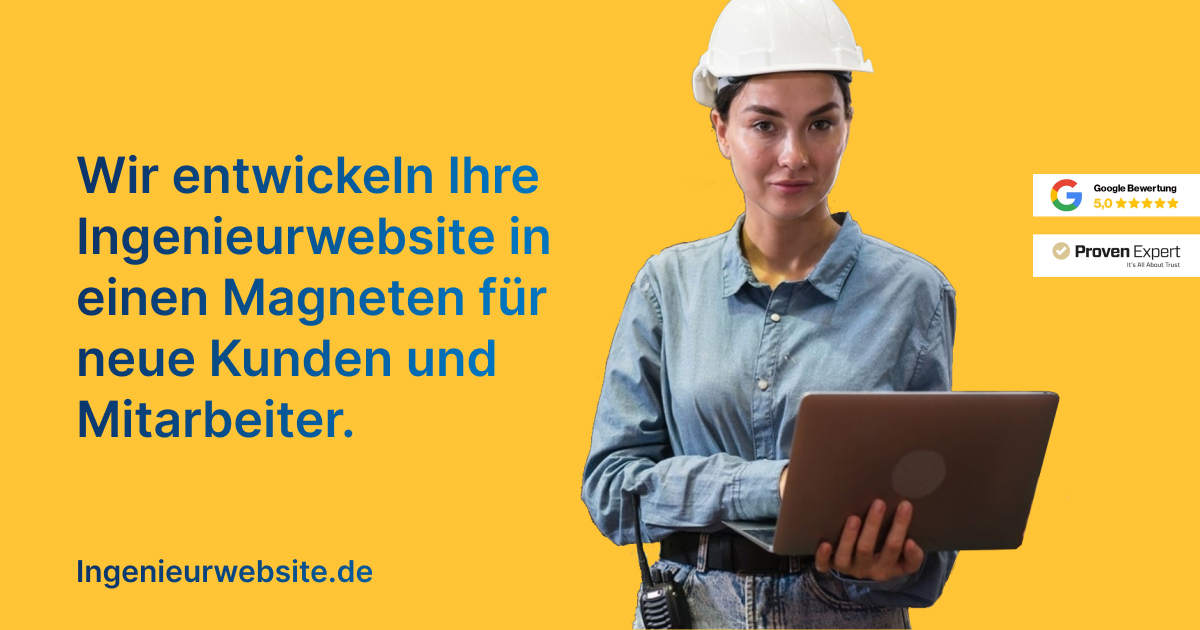 Wir entwickeln Ihre
Ingenieurwebsite in
einen Magneten für
neue Kunden und
Mitarbeiter.
Google Bewertung
5,0
Proven Expert
It's All About Trust
Ingenieurwebsite.de